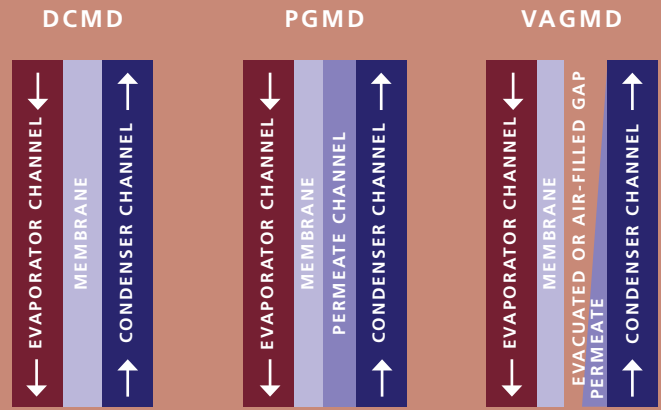 DCMD
EVAPORATOR CHANNEL
MEMBRANE
CONDENSER CHANNEL
PGMD
EVAPORATOR CHANNEL
MEMBRANE
PERMEATE CHANNEL
CONDENSER CHANNEL
VAGMD
EVAPORATOR CHANNEL
MEMBRANE
EVACUATED OR AIR-FILLED GAP
PERMEATE
CONDENSER CHANNEL